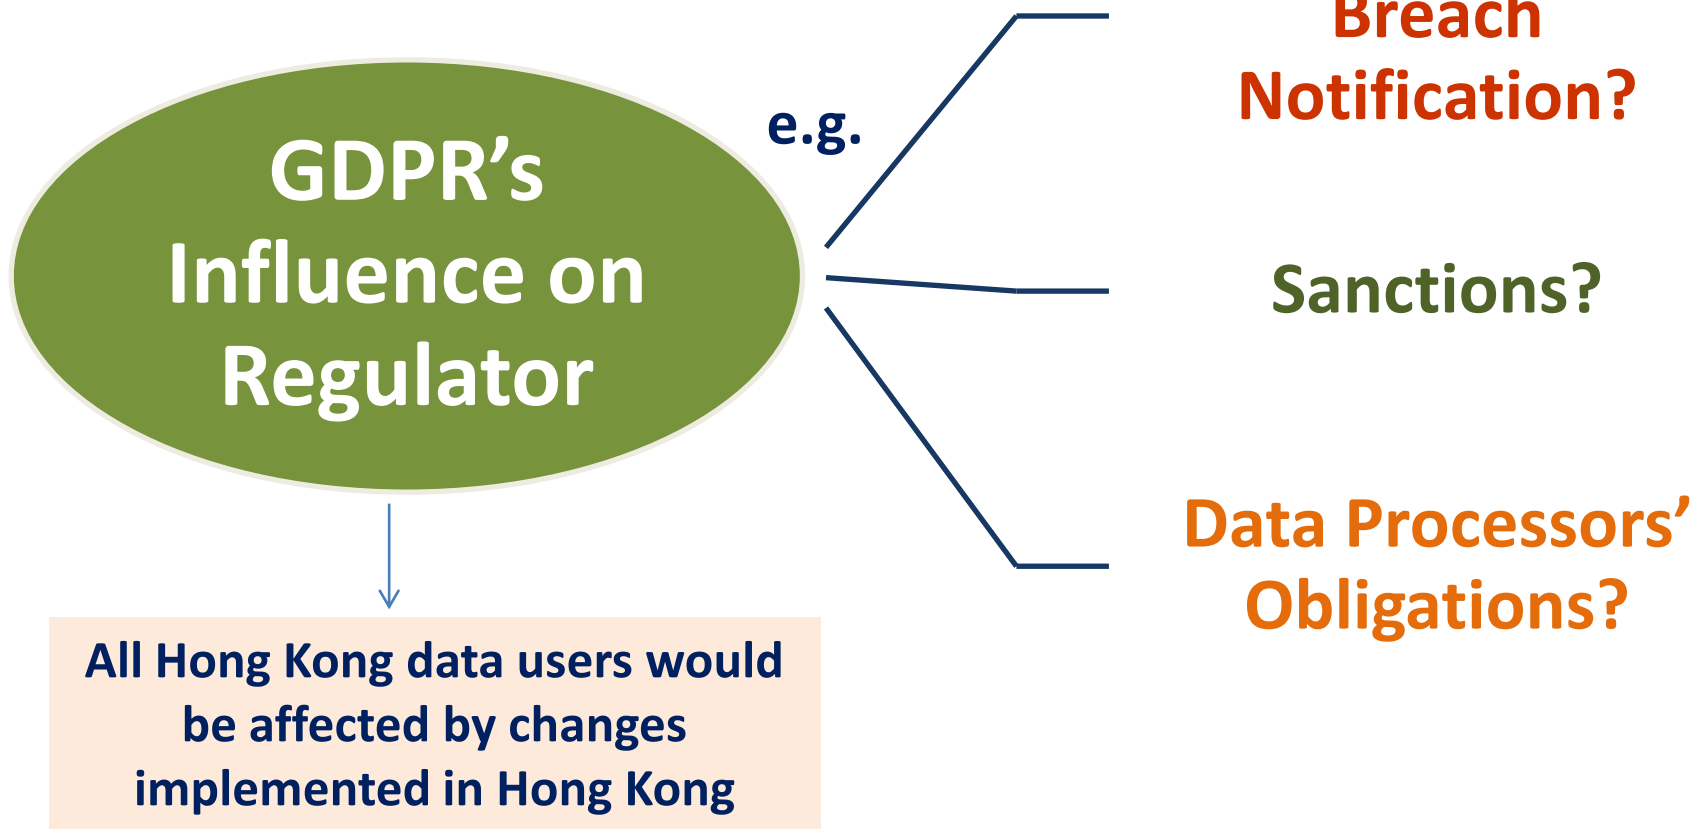 GDPR’s
Influence on
Regulator
e.g.
Breach
Notification?
Sanctions?
Data Processors’
Obligations?
All Hong Kong data users would
be affected by changes
implemented in Hong Kong